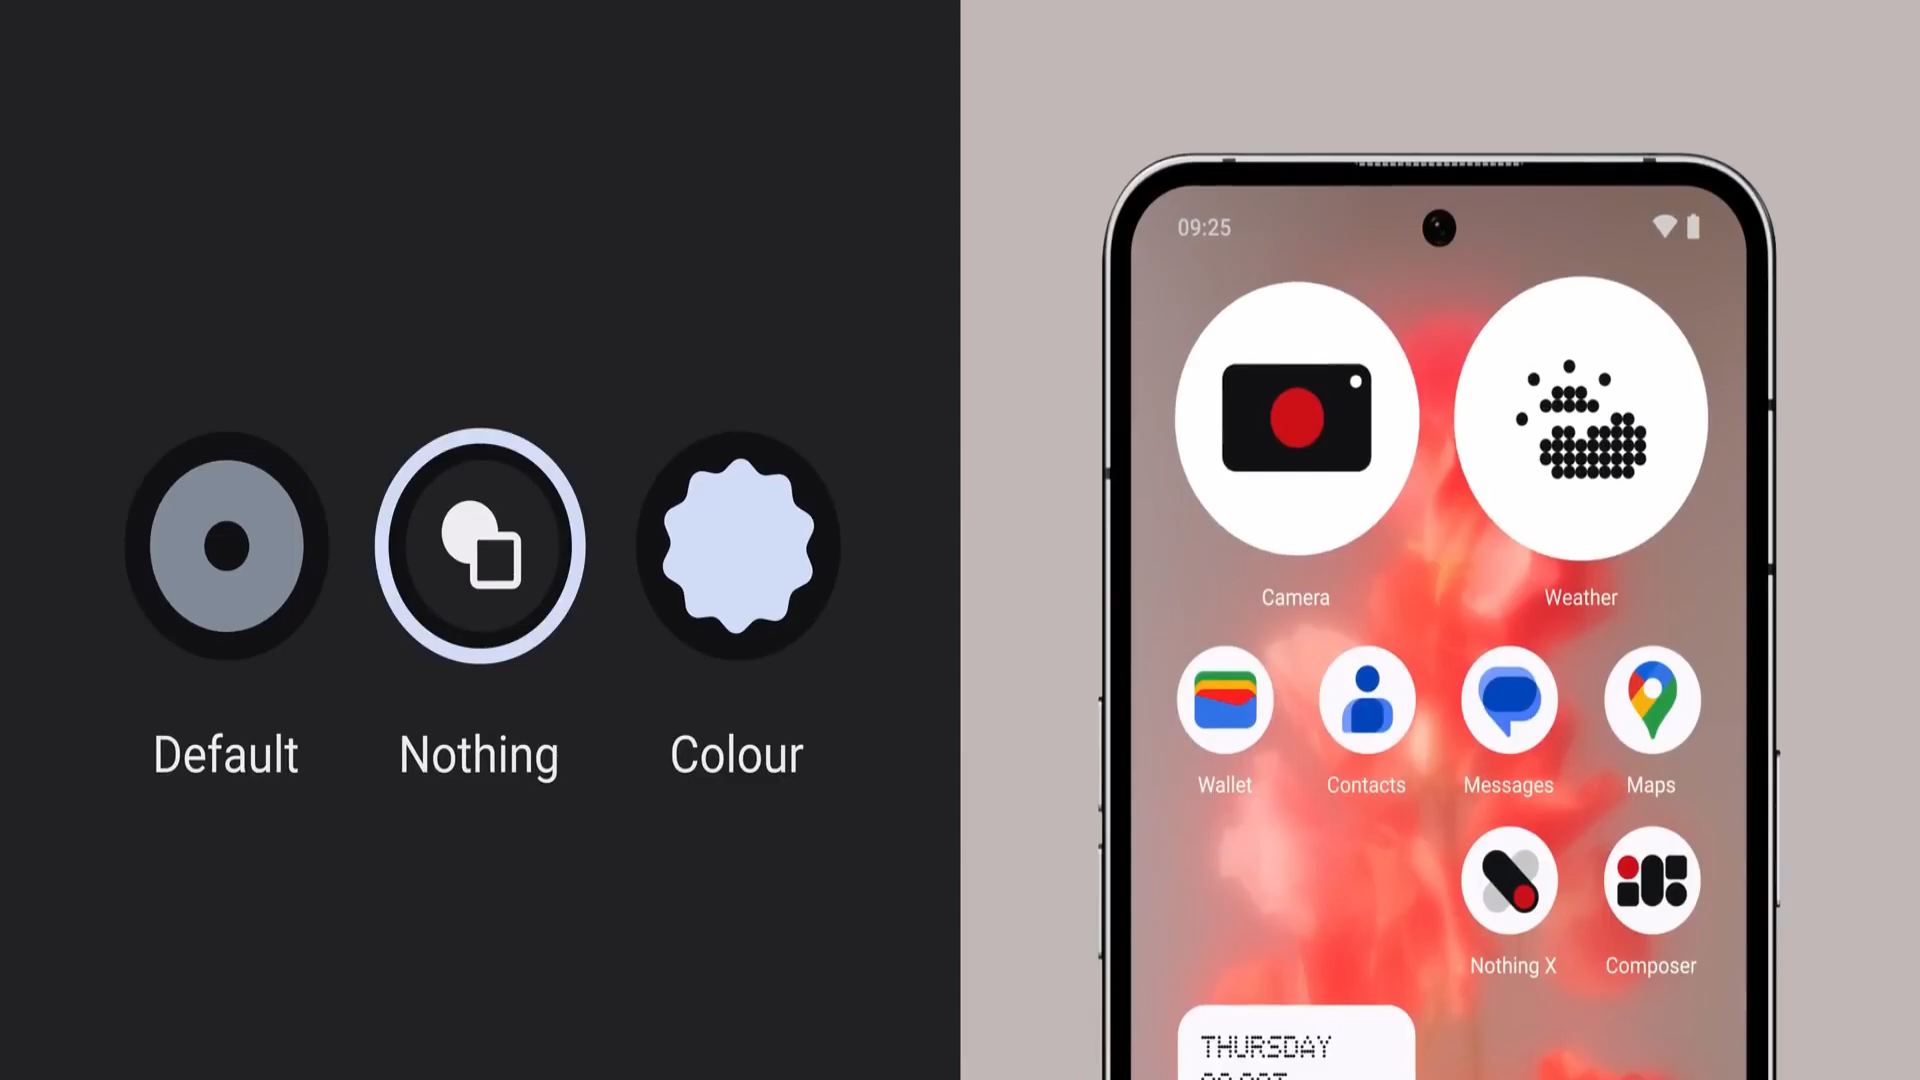 Default
Nothing
Colour
09:25
Camera
Weather
Wallet
Contacts
Messages
Maps
Nothing X
Composer
THURSDAY